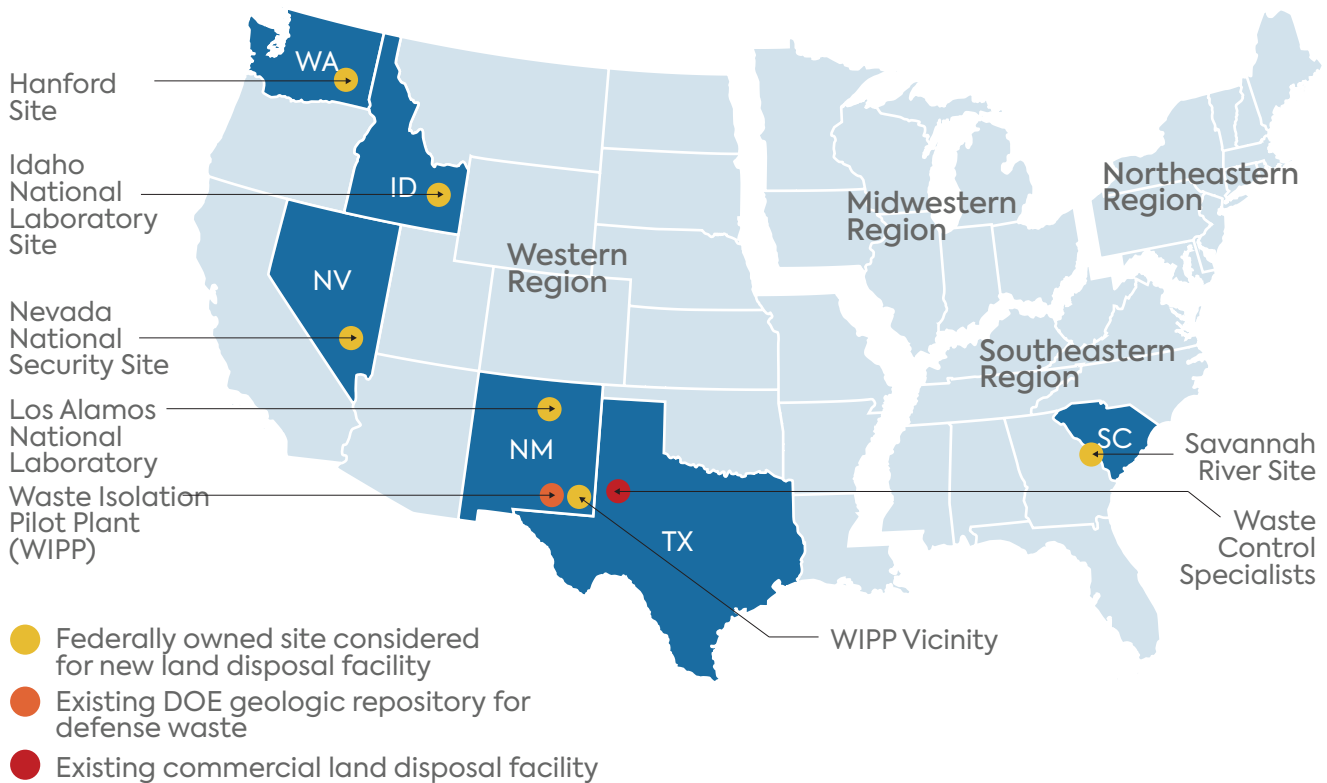 Hanford
Site
Idaho
National
Laboratory
Site
Nevada
National
Security Site
Los Alamos
National
Laboratory
Waste Isolation
Pilot Plant
(WIPP)
WA
ID
NV
NM
TX
SC
Western
Region
Midwestern
Region
Northeastern
Region
Southeastern
Region
Savannah
River Site
Waste
Control
Specialists
WIPP Vicinity
Federally owned site considered
for new land disposal facility
Existing DOE geologic repository for
defense waste
Existing commercial land disposal facility